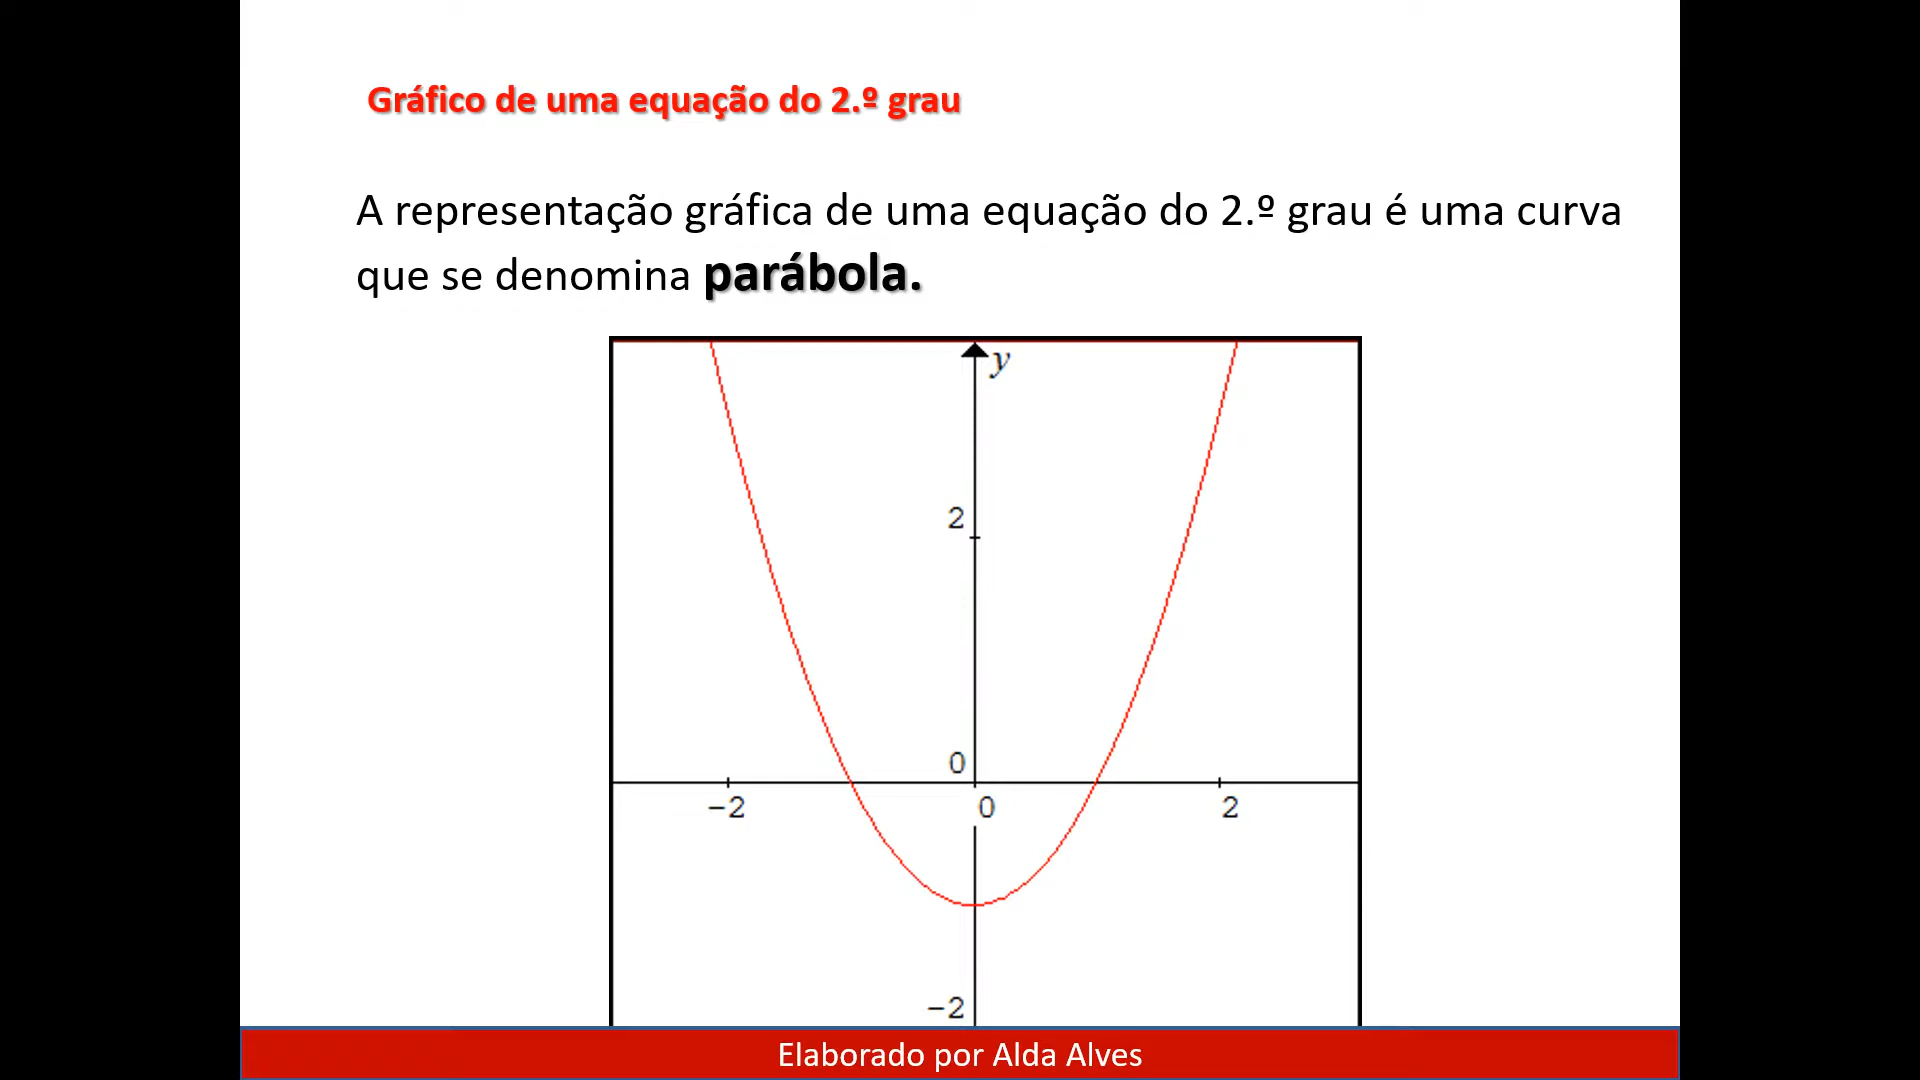 Gráfico de uma equação do 2.º grau
A representação gráfica de uma equação do 2.º grau é uma curva
que se denomina parábola.
y
2
0
−2 0 2
−2
Elaborado por Alda Alves